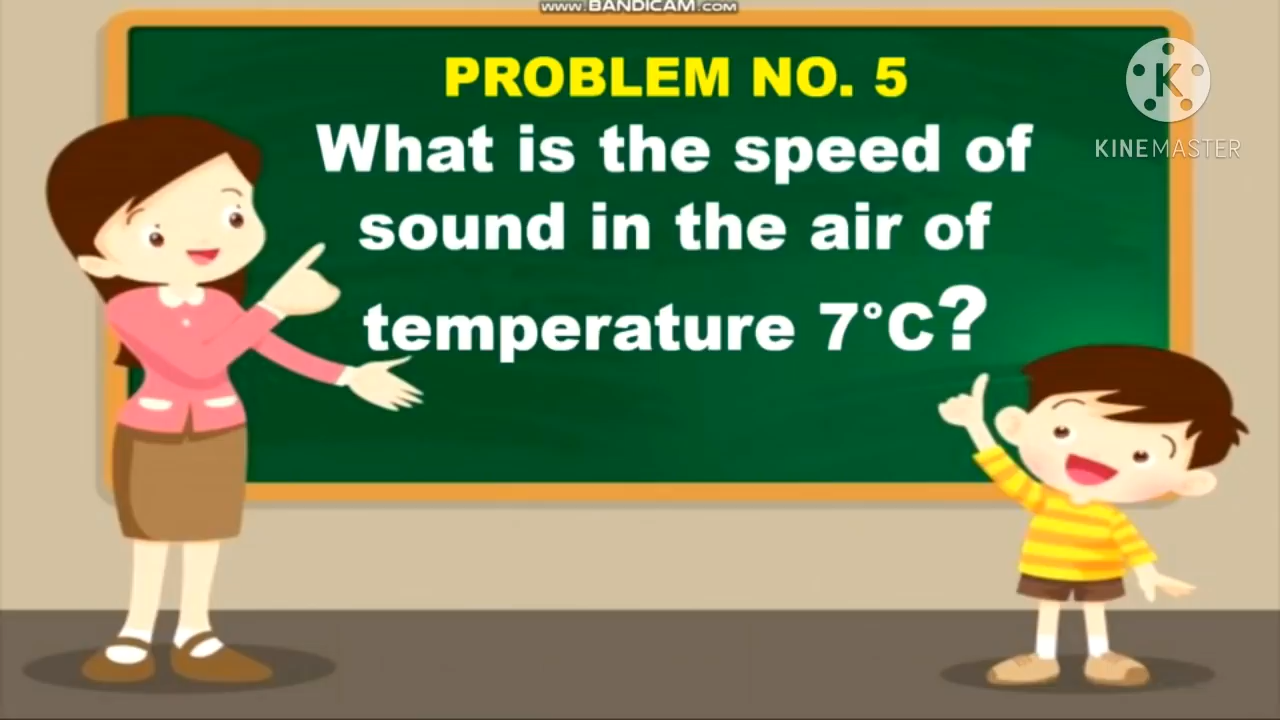 www.BANDICAM.com
PROBLEM NO. 5
What is the speed of
sound in the air of
temperature 7°C?
K
KINEMASTER